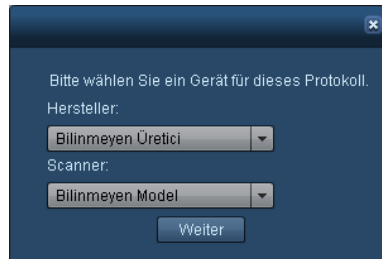 Bitte wählen Sie ein Gerät für dieses Protokoll.
Hersteller:
Bilinmeyen Üretici
Scanner:
Bilinmeyen Model
Weiter